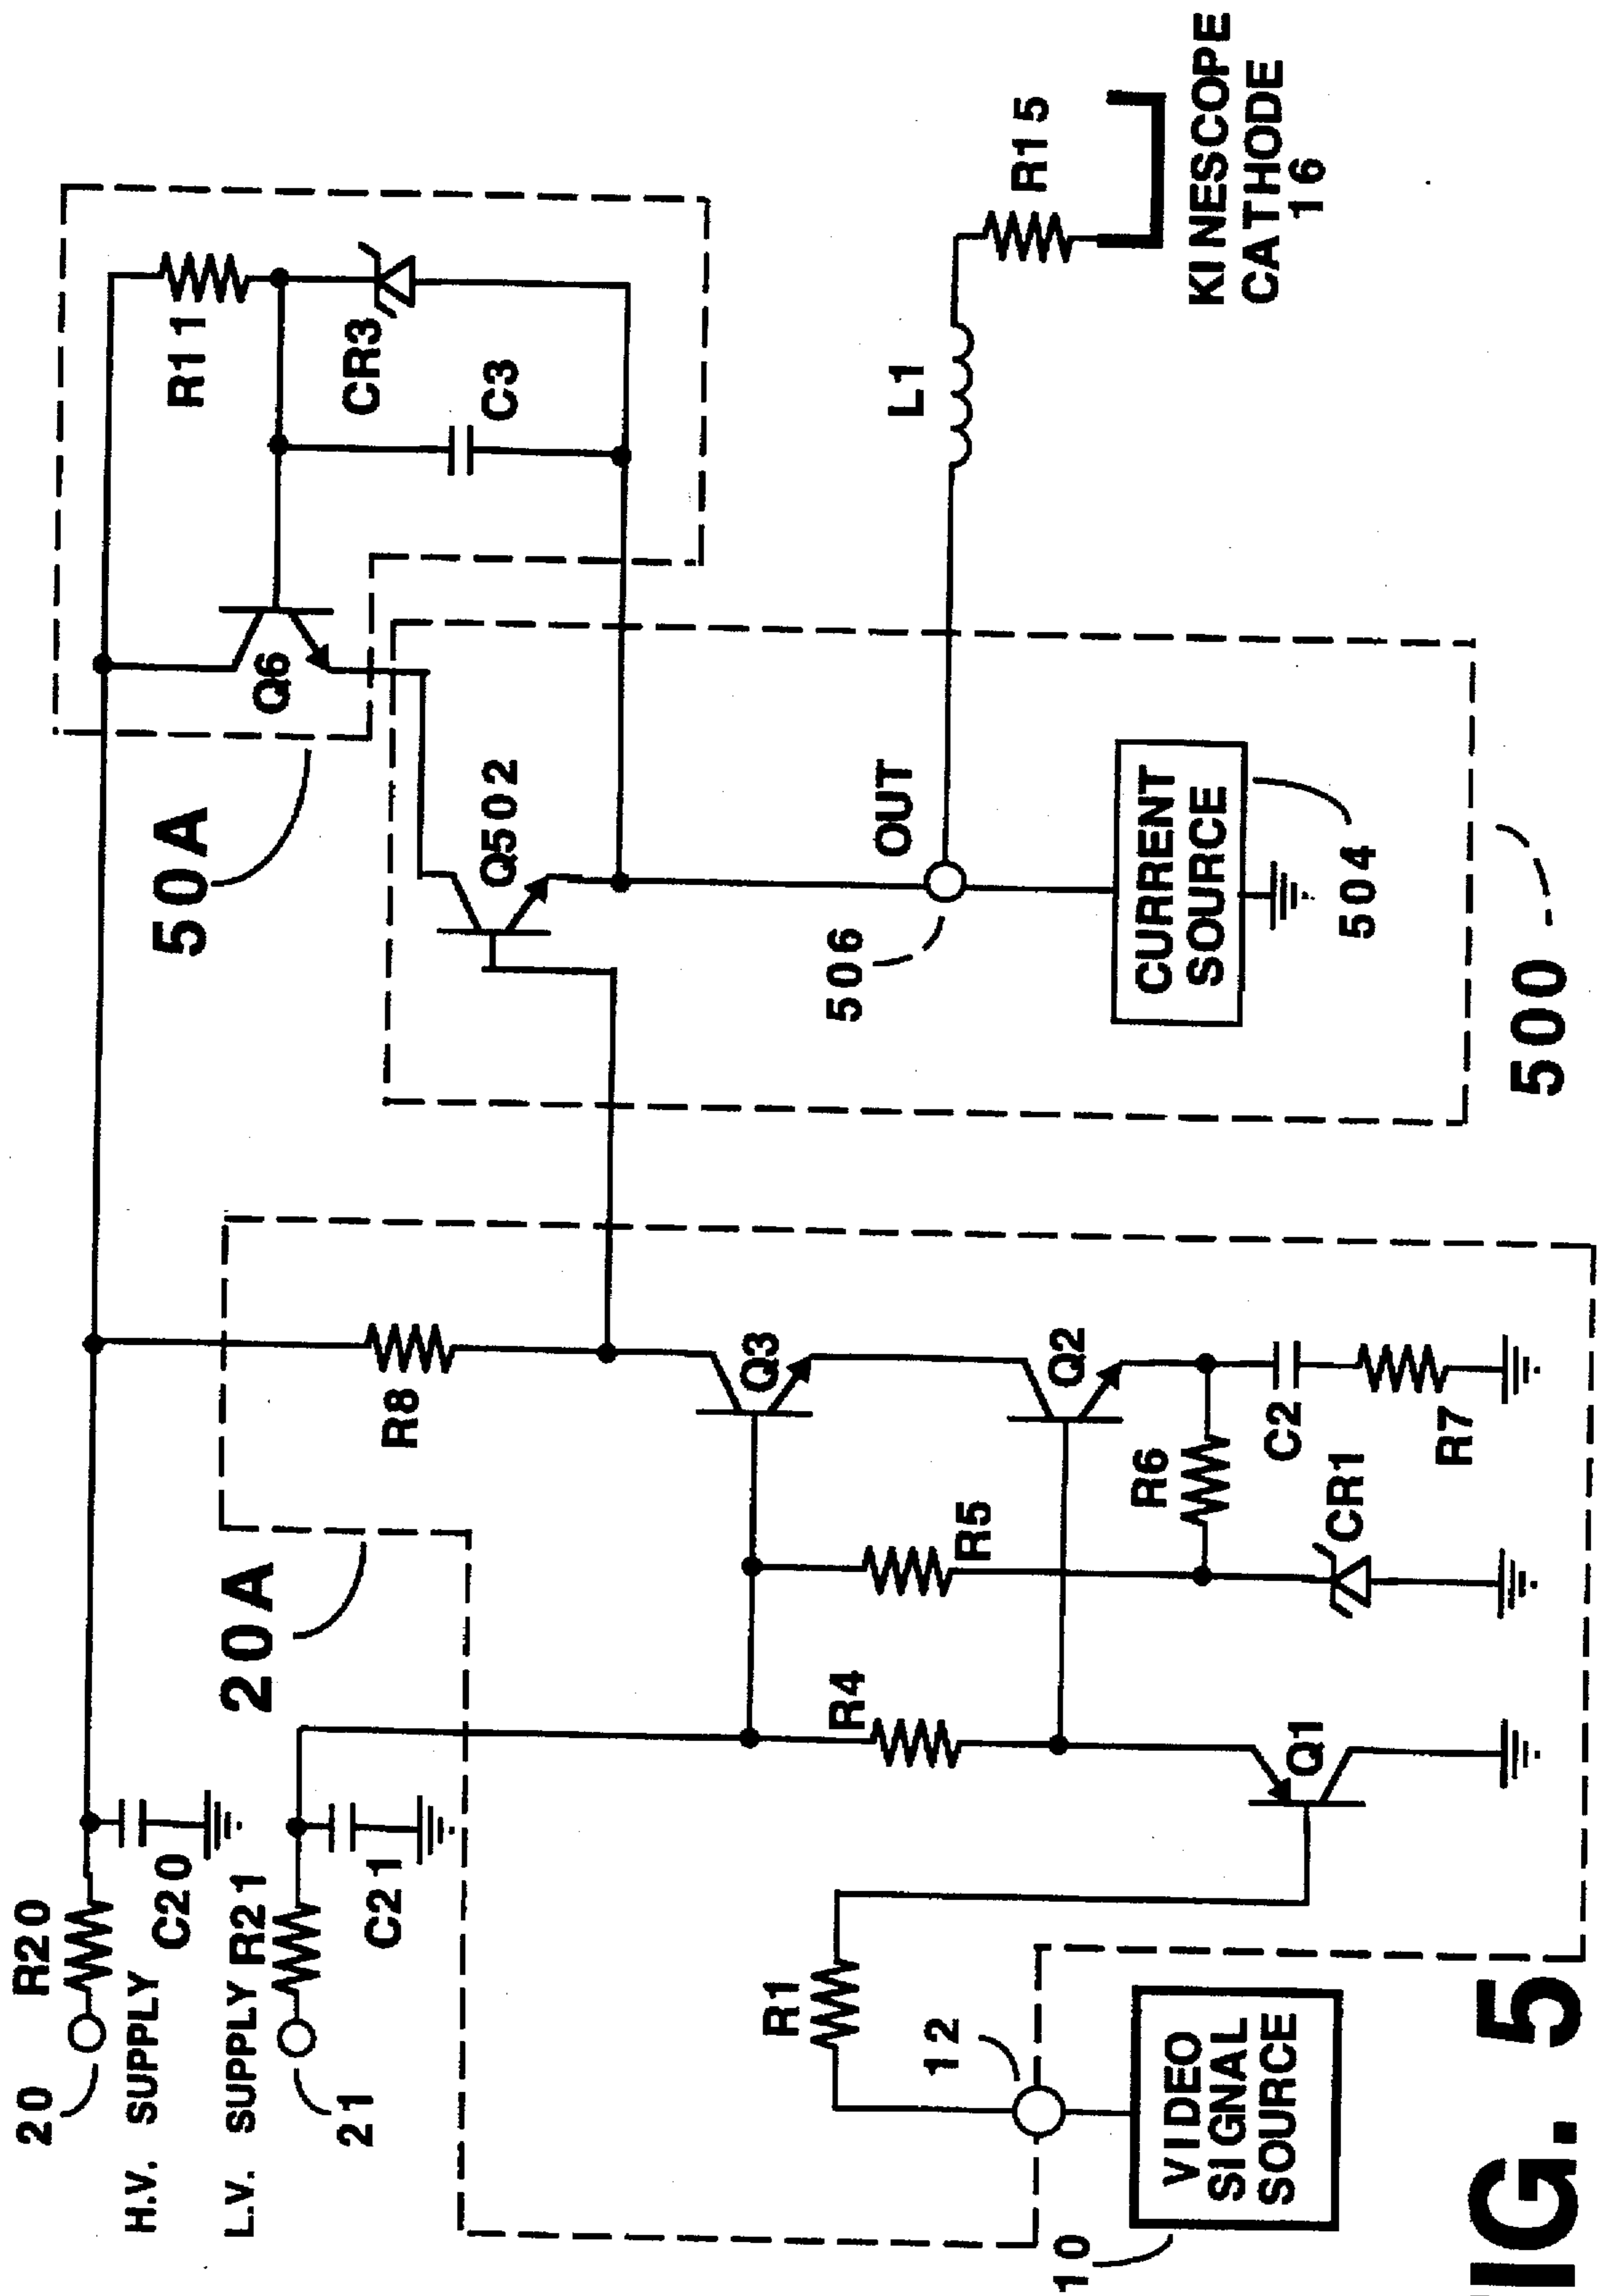 20
R20
H.V. SUPPLY
C20
L.V. SUPPLY
R21
21
C21
20A
50A
R11
CR3
C3
Q6
Q502
R8
Q3
R5
R4
Q2
R6
C2
R7
CR1
Q1
R1
12
10
VIDEO
SIGNAL
SOURCE
OUT
506
CURRENT
SOURCE
504
500
L1
R15
KINESCOPE
CATHODE
16
IG. 5